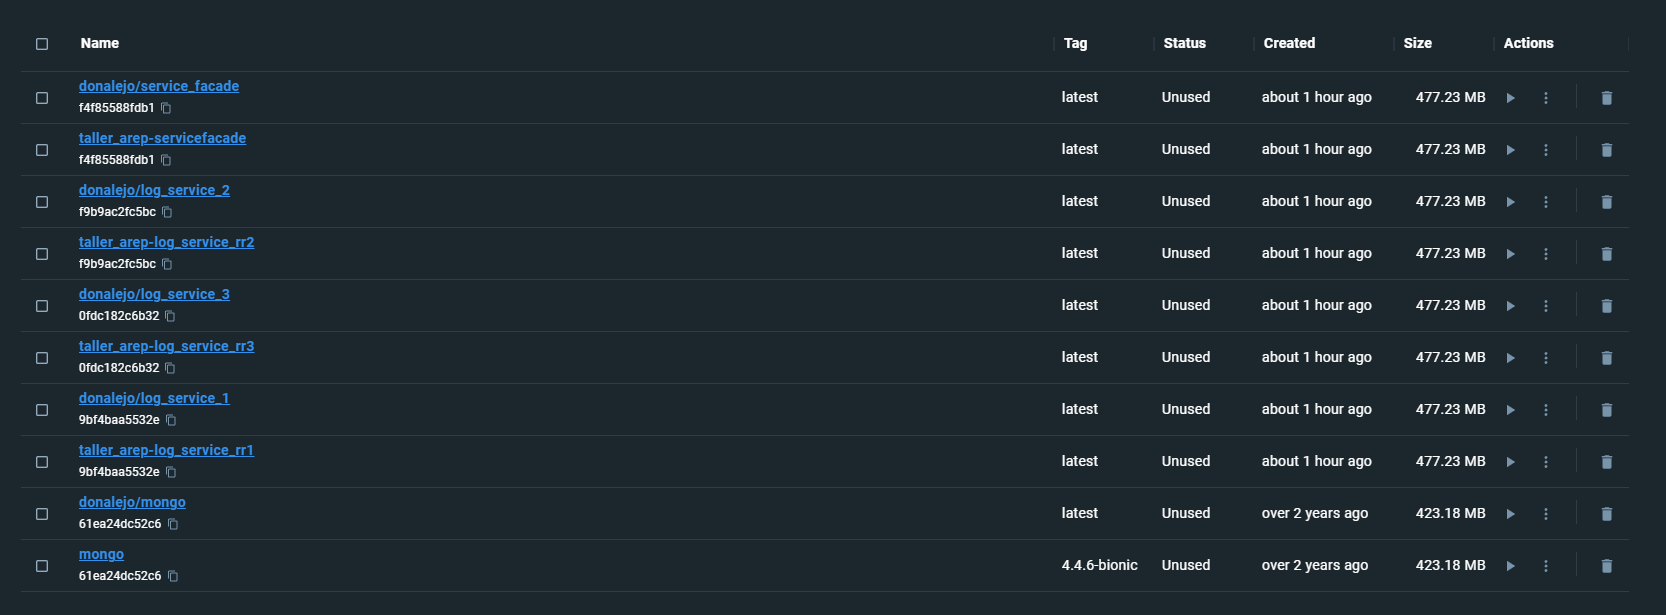 Name Tag Status Created Size Actions
donalejo/service_facade latest Unused about 1 hour ago 477.23 MB
f4f85588fdb1
taller_arep-servicefacade latest Unused about 1 hour ago 477.23 MB
f4f85588fdb1
donalejo/log_service_2 latest Unused about 1 hour ago 477.23 MB
f9b9ac2fc5bc
taller_arep-log_service_rr2 latest Unused about 1 hour ago 477.23 MB
f9b9ac2fc5bc
donalejo/log_service_3 latest Unused about 1 hour ago 477.23 MB
0fdc182c6b32
taller_arep-log_service_rr3 latest Unused about 1 hour ago 477.23 MB
0fdc182c6b32
donalejo/log_service_1 latest Unused about 1 hour ago 477.23 MB
9bf4baa5532e
taller_arep-log_service_rr1 latest Unused about 1 hour ago 477.23 MB
9bf4baa5532e
donalejo/mongo latest Unused over 2 years ago 423.18 MB
61ea24dc52c6
mongo 4.4.6-bionic Unused over 2 years ago 423.18 MB
61ea24dc52c6